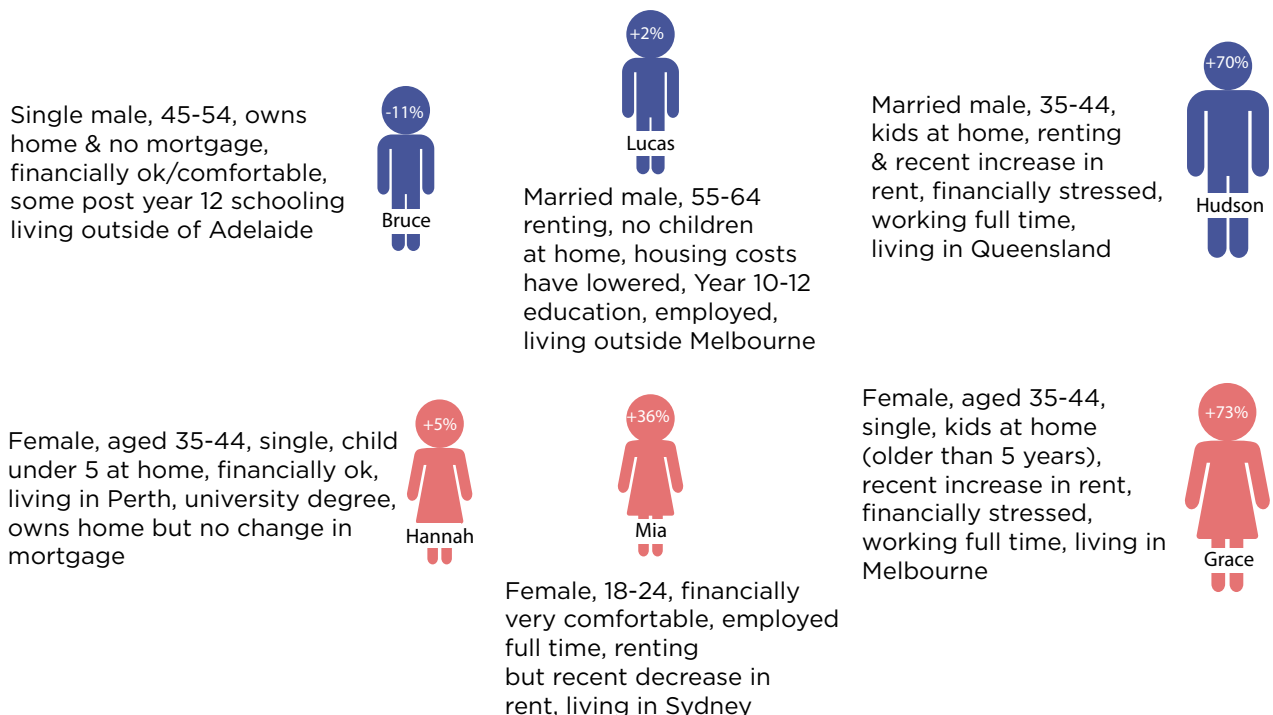 Single male, 45-54, owns
home & no mortgage,
financially ok/comfortable,
some post year 12 schooling
living outside of Adelaide
-11%
Bruce
+2%
Lucas
Married male, 55-64
renting, no children
at home, housing costs
have lowered, Year 10-12
education, employed,
living outside Melbourne
Married male, 35-44,
kids at home, renting
& recent increase in
rent, financially stressed,
working full time,
living in Queensland
+70%
Hudson
Female, aged 35-44, single, child
under 5 at home, financially ok,
living in Perth, university degree,
owns home but no change in
mortgage
+5%
Hannah
+36%
Mia
Female, 18-24, financially
very comfortable, employed
full time, renting
but recent decrease in
rent, living in Sydney
Female, aged 35-44,
single, kids at home
(older than 5 years),
recent increase in rent,
financially stressed,
working full time, living in
Melbourne
+73%
Grace